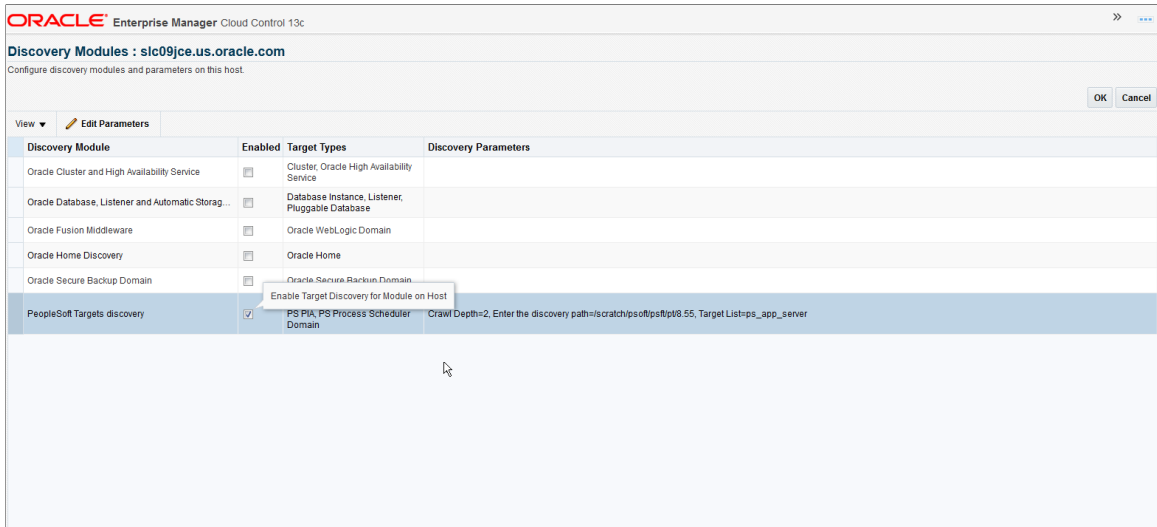 ORACLE Enterprise Manager Cloud Control 13c
Discovery Modules : slc09jce.us.oracle.com
Configure discovery modules and parameters on this host.
OK Cancel
View Edit Parameters
Discovery Module Enabled Target Types Discovery Parameters
Oracle Cluster and High Availability Service Cluster, Oracle High Availability
Service
Oracle Database, Listener and Automatic Storag... Database Instance, Listener,
Pluggable Database
Oracle Fusion Middleware Oracle WebLogic Domain
Oracle Home Discovery Oracle Home
Oracle Secure Backup Domain Oracle Secure Backup Domain
Enable Target Discovery for Module on Host
PeopleSoft Targets discovery PS PIA, PS Process Scheduler Crawl Depth=2, Enter the discovery path=/scratch/psoft/psft/pt/8.55, Target List=ps_app_server
Domain